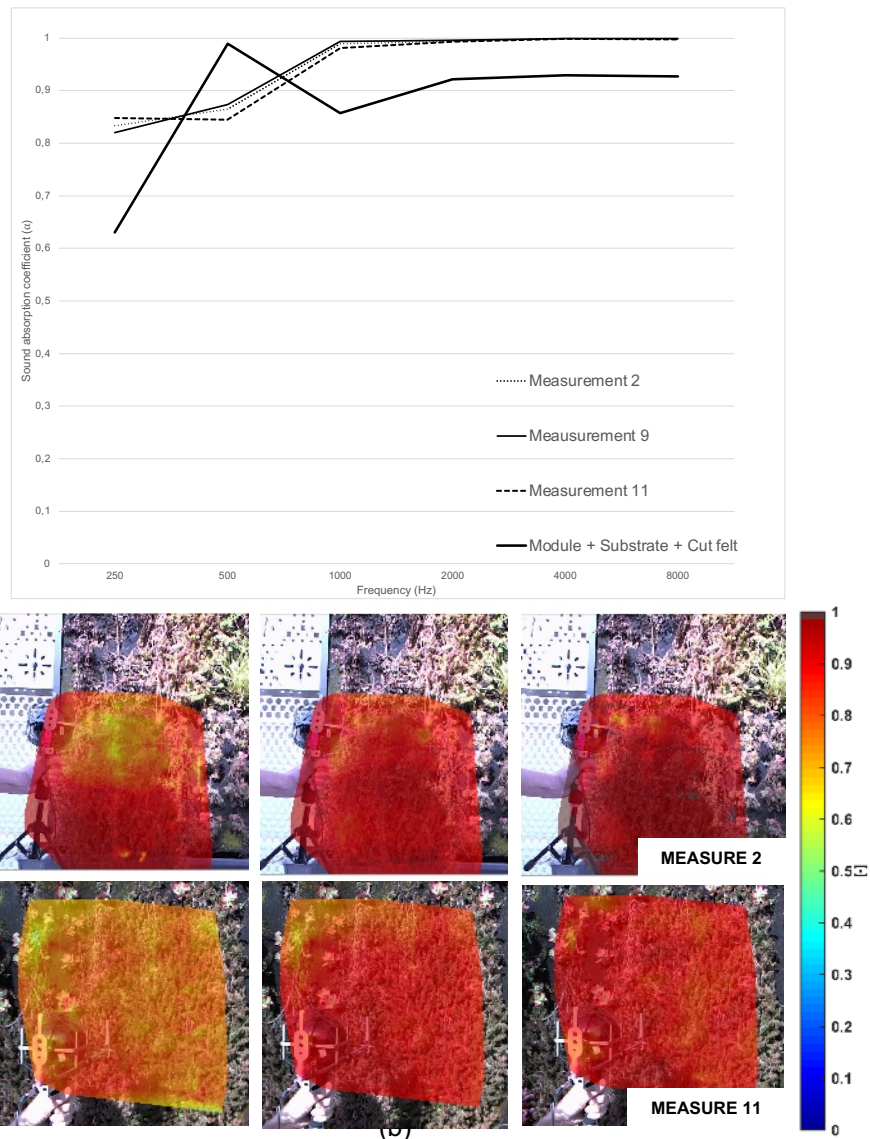 1
0,9
0,8
0,7
0,6
0,5
0,4
0,3
0,2
0,1
0
Sound absorption coefficient (α)
Measurement 2
Meausurement 9
Measurement 11
Module + Substrate + Cut felt
250 500 1000 2000 4000 8000
Frequency (Hz)
1
0.9
0.8
0.7
0.6
0.5 [-]
0.4
0.3
0.2
0.1
0
MEASURE 2
MEASURE 11
(b)